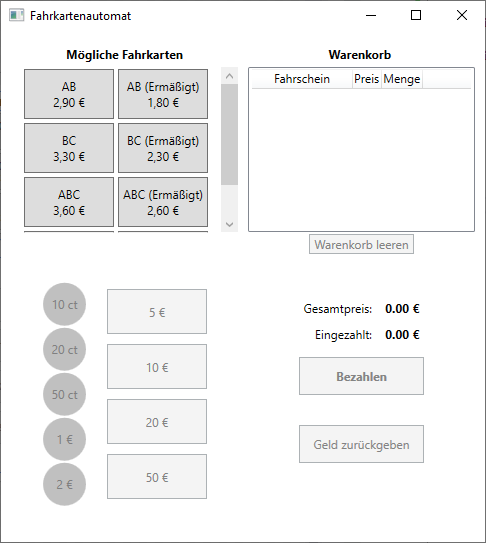 Fahrkartenautomat
Mögliche Fahrkarten
AB
2,90 €
AB (Ermäßigt)
1,80 €
BC
3,30 €
BC (Ermäßigt)
2,30 €
ABC
3,60 €
ABC (Ermäßigt)
2,60 €
Warenkorb
Fahrschein Preis Menge
Warenkorb leeren
10 ct
20 ct
50 ct
1 €
2 €
5 €
10 €
20 €
50 €
Gesamtpreis: 0.00 €
Eingezahlt: 0.00 €
Bezahlen
Geld zurückgeben